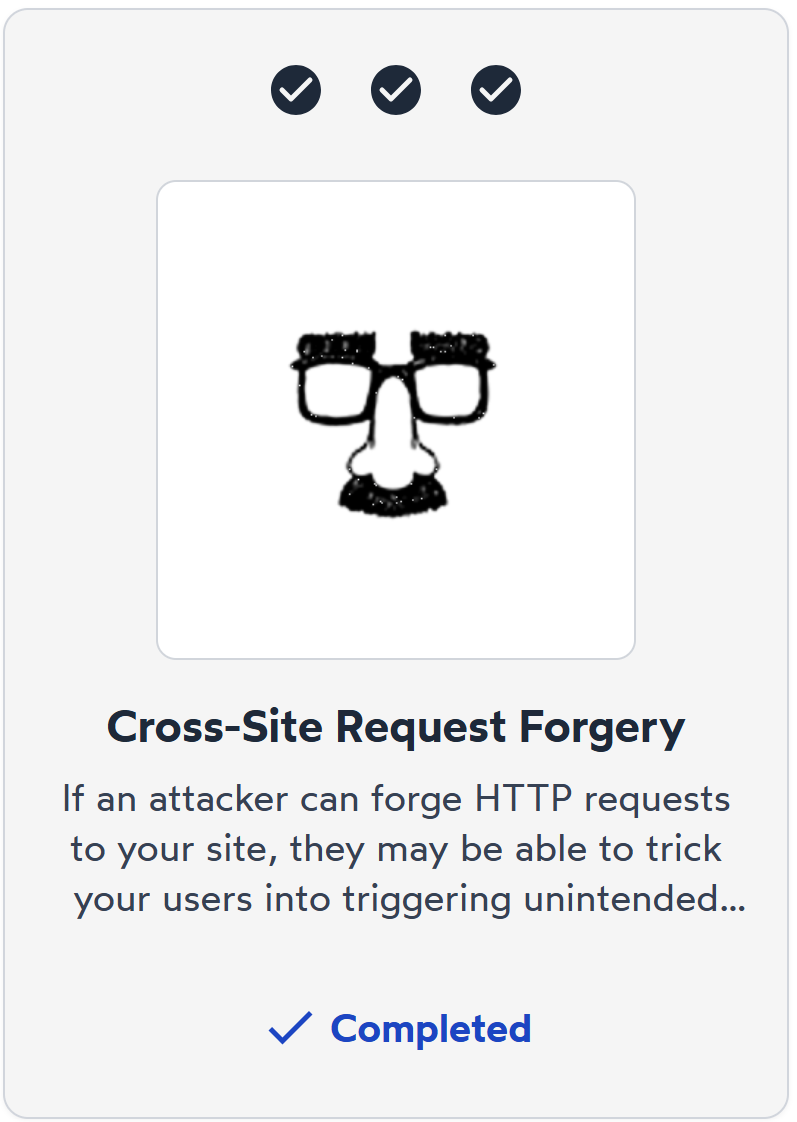 Cross-Site Request Forgery
If an attacker can forge HTTP requests
to your site, they may be able to trick
your users into triggering unintended...
Completed